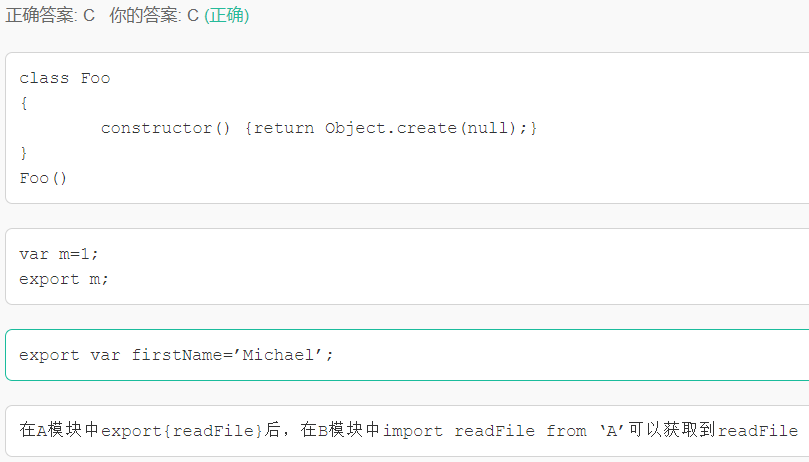 正确答案: C 你的答案: C (正确)
class Foo
{
constructor() {return Object.create(null);}
}
Foo()
var m=1;
export m;
export var firstName=’Michael’;
在A模块中export{readFile}后，在B模块中import readFile from ‘A’可以获取到readFile